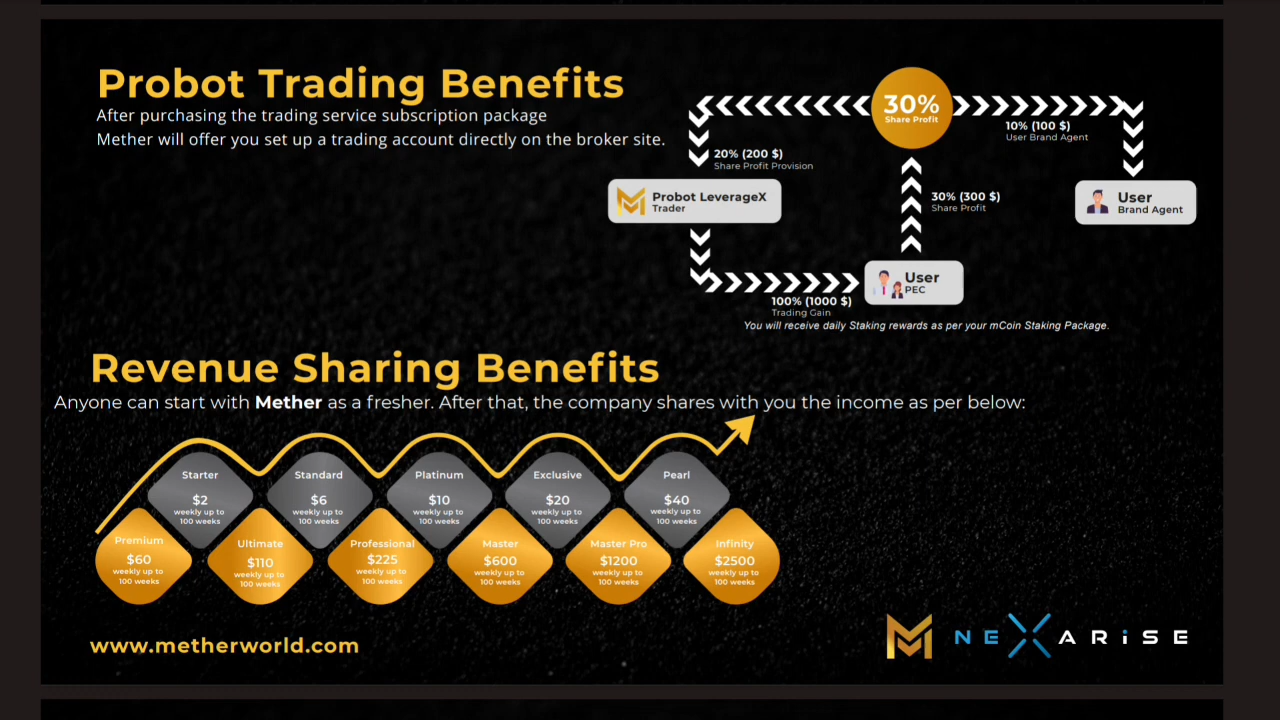 Probot Trading Benefits
After purchasing the trading service subscription package
Mether will offer you set up a trading account directly on the broker site.
30%
Share Profit
10% (100 $)
User Brand Agent
20% (200 $)
Share Profit Provision
Probot LeverageX
Trader
30% (300 $)
Share Profit
User
Brand Agent
User
PEC
100% (1000 $)
Trading Gain
You will receive daily Staking rewards as per your mCoin Staking Package.
Revenue Sharing Benefits
Anyone can start with Mether as a fresher. After that, the company shares with you the income as per below:
Starter
$2
weekly up to
100 weeks
Standard
$6
weekly up to
100 weeks
Platinum
$10
weekly up to
100 weeks
Exclusive
$20
weekly up to
100 weeks
Pearl
$40
weekly up to
100 weeks
Premium
$60
weekly up to
100 weeks
Ultimate
$110
weekly up to
100 weeks
Professional
$225
weekly up to
100 weeks
Master
$600
weekly up to
100 weeks
Master Pro
$1200
weekly up to
100 weeks
Infinity
$2500
weekly up to
100 weeks
www.metherworld.com
NEXARiSE